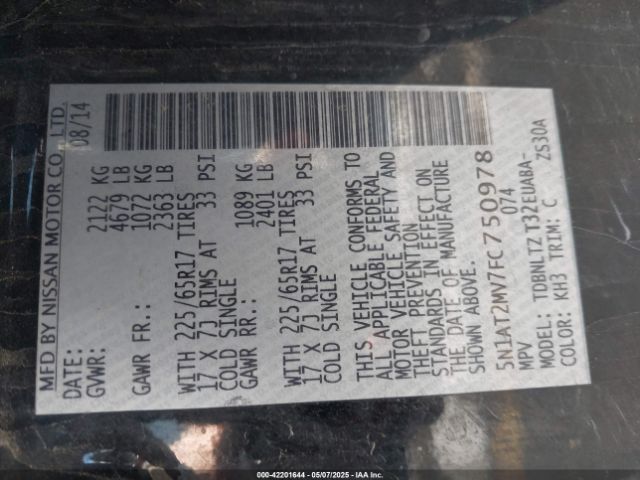 MFD BY NISSAN MOTOR CO., LTD.
DATE: 08/14
GVWR: 2122 KG
4679 LB
GAWR FR.: 1072 KG
2363 LB
WITH 225/65R17 TIRES
17 X 7J RIMS AT 33 PSI
COLD SINGLE
GAWR RR.: 1089 KG
2401 LB
WITH 225/65R17 TIRES
17 X 7J RIMS AT 33 PSI
COLD SINGLE
THIS VEHICLE CONFORMS TO
ALL APPLICABLE FEDERAL
MOTOR VEHICLE SAFETY AND
THEFT PREVENTION
STANDARDS IN EFFECT ON
THE DATE OF MANUFACTURE
SHOWN ABOVE.
5N1AT2MV7FC750978
MPV 074
MODEL: TDBNLTZ T32EUABA-
COLOR: KH3 TRIM: C ZS30A
000-42201644 | 05/07/2025 - IAA Inc.